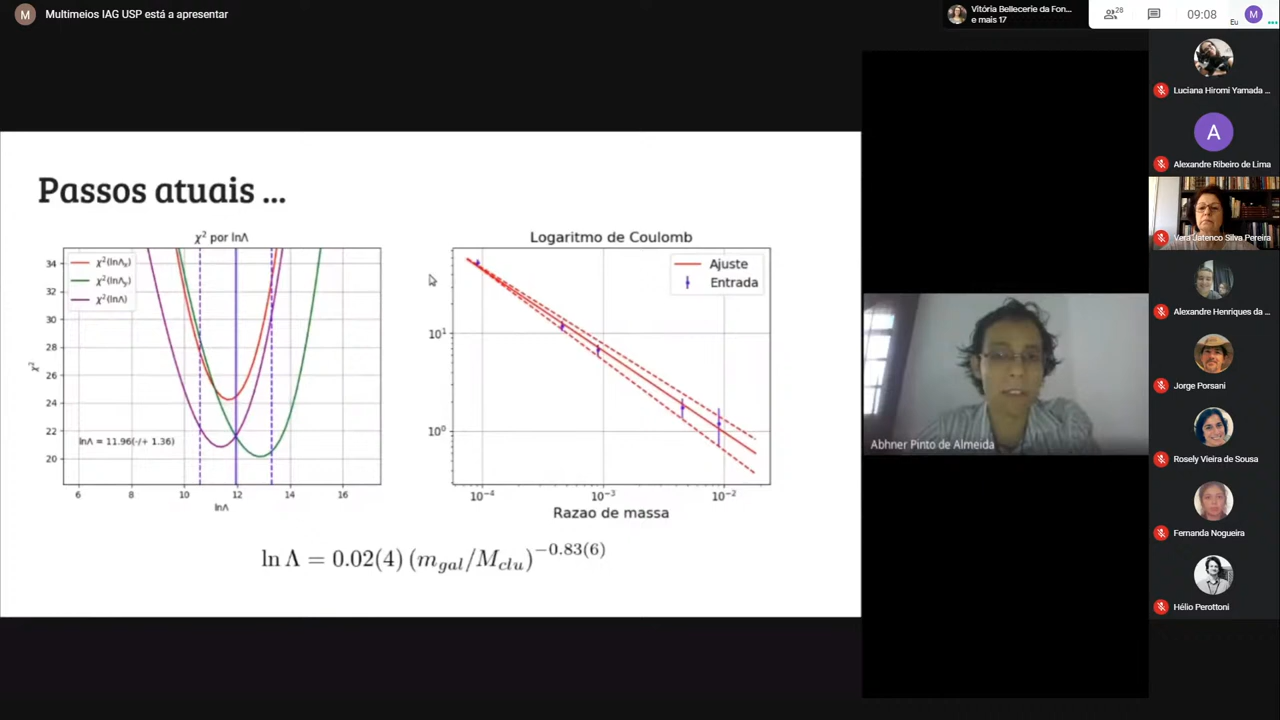 M Multimeios IAG USP está a apresentar
Vitória Bellecerie da Fon...
e mais 17
28
09:08
Eu
M
Passos atuais ...
χ² por lnΛ
χ²
34
32
30
28
26
24
22
20
χ²(lnΛᵧ)
χ²(lnΛ)
lnΛ = 11.96(-/+ 1.36)
6 8 10 12 14 16
lnΛ
Logaritmo de Coulomb
Ajuste
Entrada
10¹
10⁰
10⁻⁴ 10⁻³ 10⁻²
Razao de massa
ln Λ = 0.02(4) (m_gal/M_clu)^−0.83(6)
Abhner Pinto de Almeida
Luciana Hiromi Yamada ...
A
Alexandre Ribeiro de Lima
Vera Jatenco Silva Pereira
Alexandre Henriques da ...
Jorge Porsani
Rosely Vieira de Sousa
Fernanda Nogueira
Hélio Perottoni